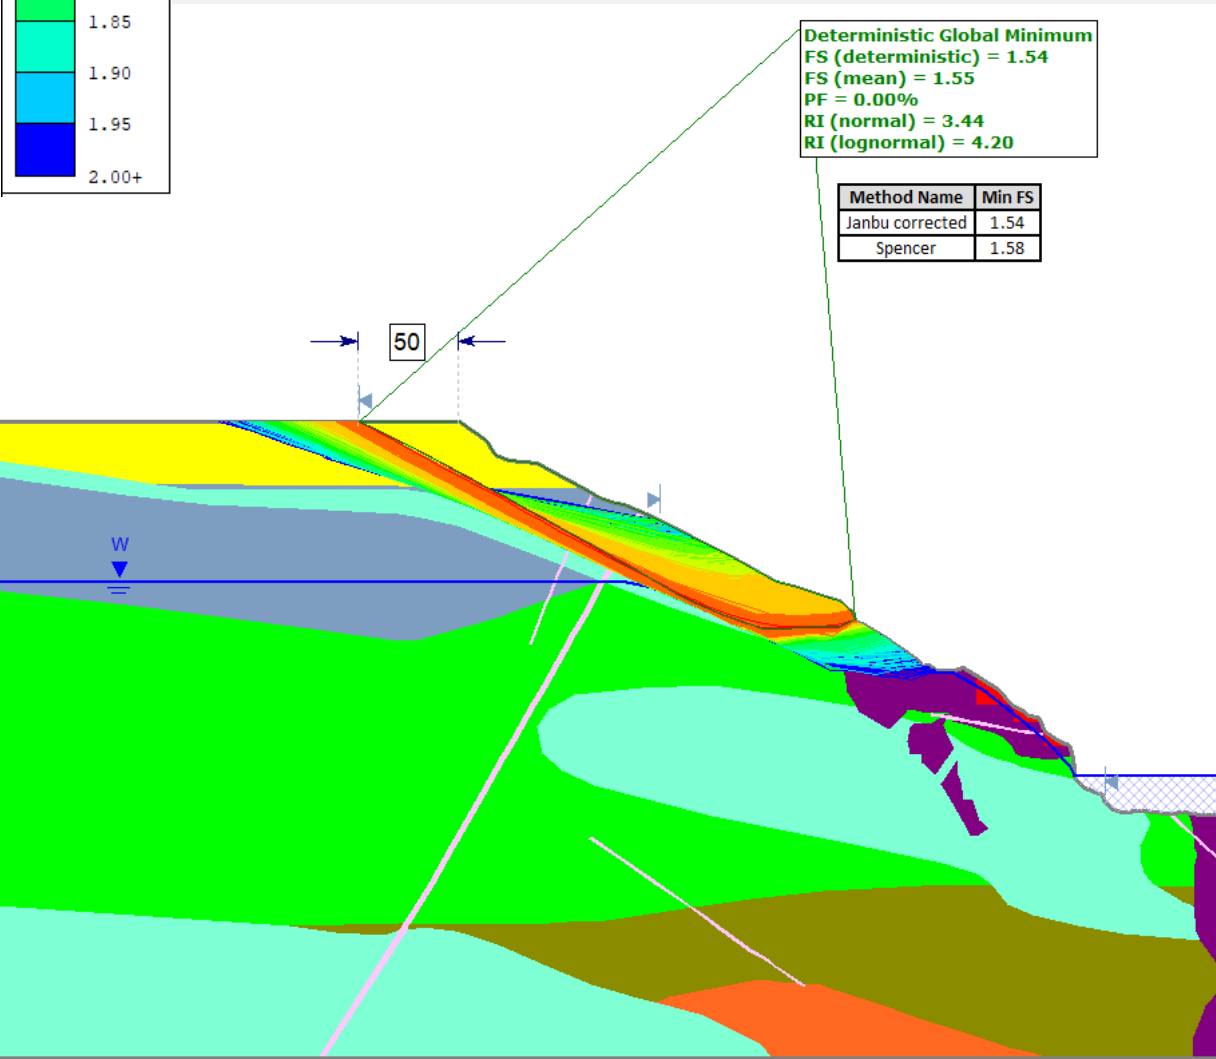 1.85
1.90
1.95
2.00+
Deterministic Global Minimum
FS (deterministic) = 1.54
FS (mean) = 1.55
PF = 0.00%
RI (normal) = 3.44
RI (lognormal) = 4.20
Method Name Min FS
Janbu corrected 1.54
Spencer 1.58
50
W